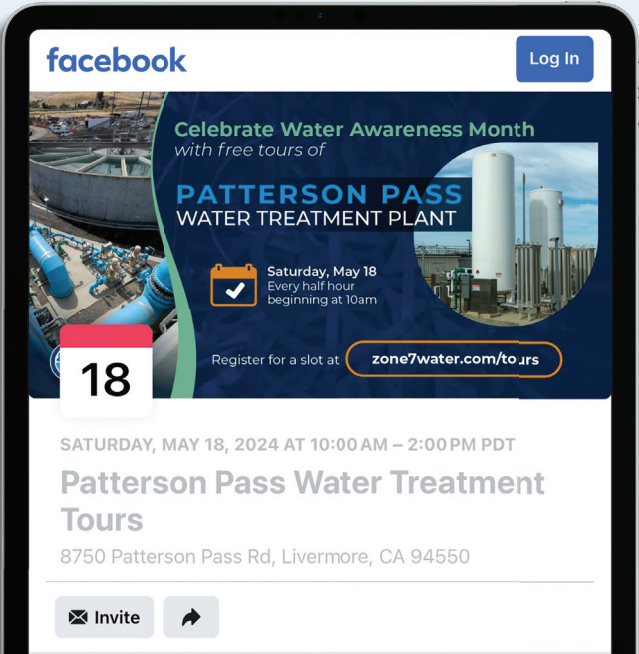 facebook
Log In
Celebrate Water Awareness Month
with free tours of
PATTERSON PASS
WATER TREATMENT PLANT
Saturday, May 18
Every half hour
beginning at 10am
Register for a slot at zone7water.com/tours
18
SATURDAY, MAY 18, 2024 AT 10:00 AM – 2:00 PM PDT
Patterson Pass Water Treatment
Tours
8750 Patterson Pass Rd, Livermore, CA 94550
Invite